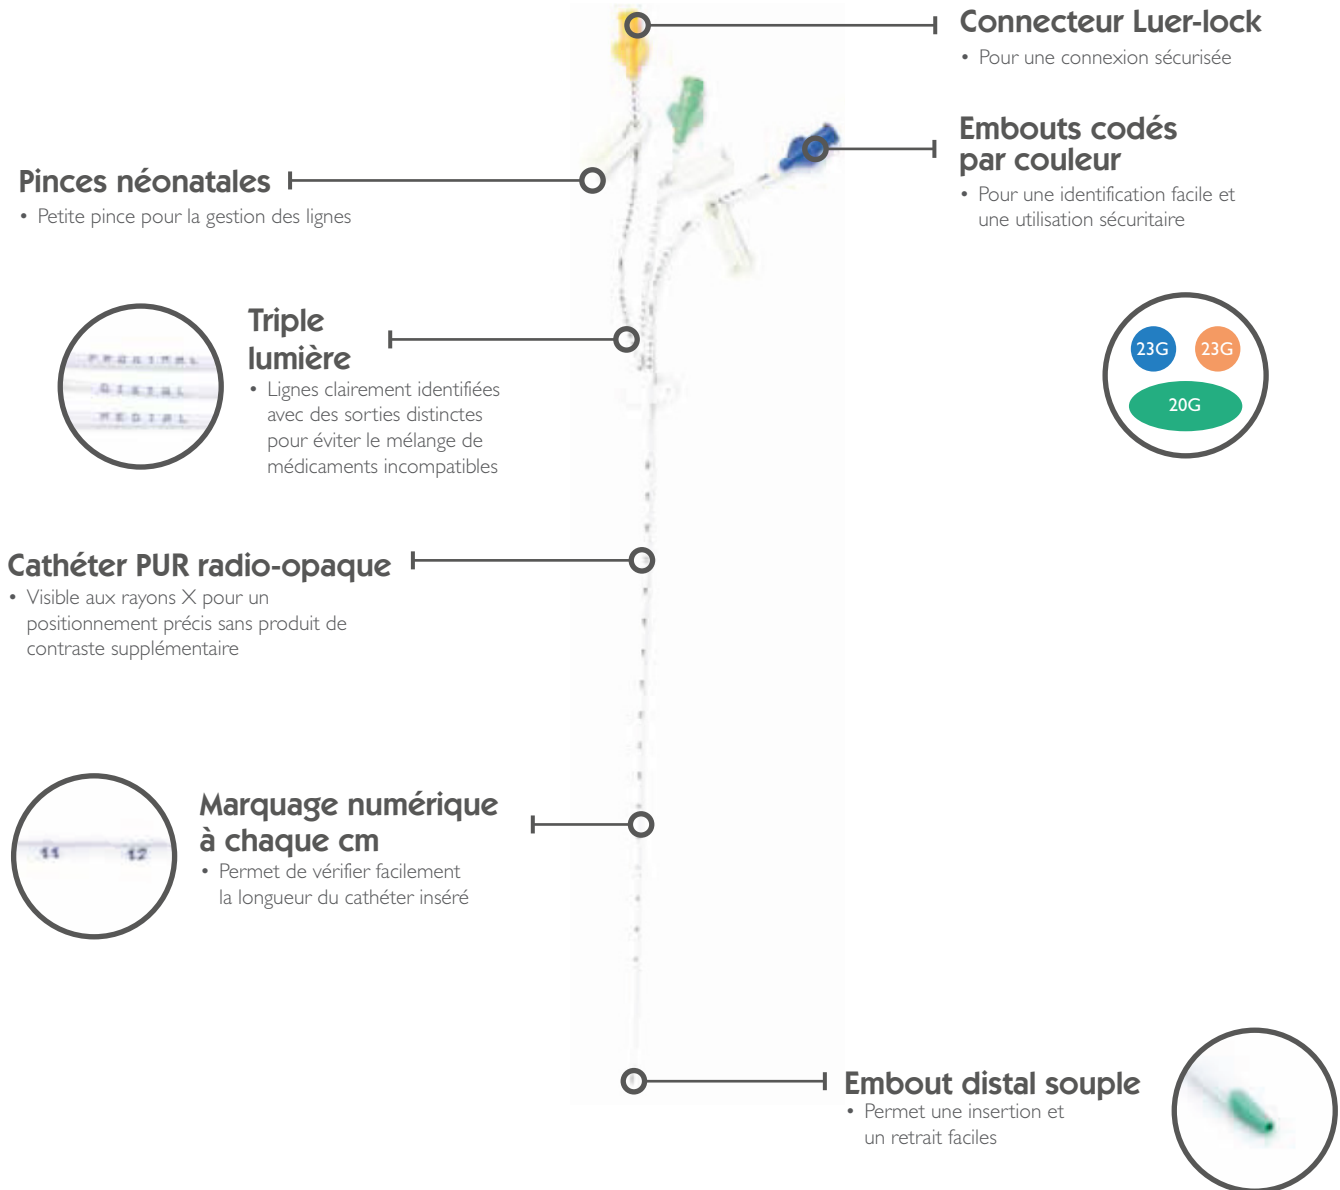 Connecteur Luer-lock
• Pour une connexion sécurisée
Embouts codés
par couleur
• Pour une identification facile et
une utilisation sécuritaire
Pinces néonatales
• Petite pince pour la gestion des lignes
23G 23G
20G
Triple
lumière
• Lignes clairement identifiées
avec des sorties distinctes
pour éviter le mélange de
médicaments incompatibles
PROXIMAL
DISTAL
MEDIAL
Cathéter PUR radio-opaque
• Visible aux rayons X pour un
positionnement précis sans produit de
contraste supplémentaire
Marquage numérique
à chaque cm
• Permet de vérifier facilement
la longueur du cathéter inséré
11 12
Embout distal souple
• Permet une insertion et
un retrait faciles